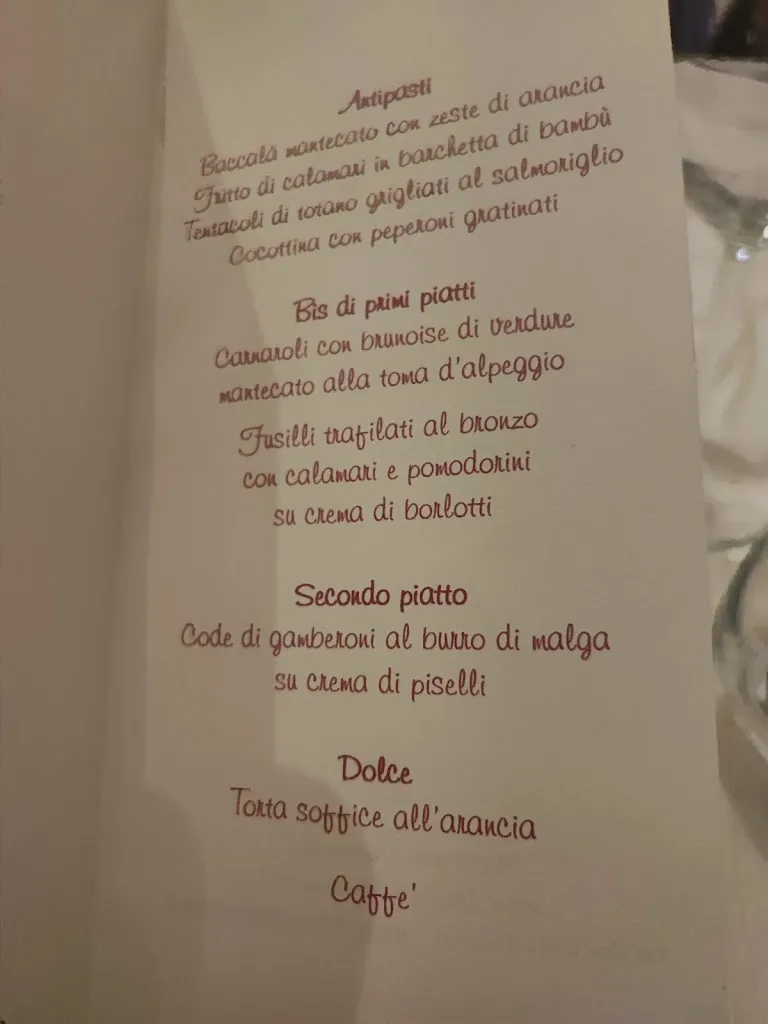 Antipasti
Baccalà mantecato con zeste di arancia
Fritto di calamari in barchetta di bambù
Tentacoli di totano grigliati al salmoriglio
Cocottina con peperoni gratinati
Bis di primi piatti
Carnaroli con brunoise di verdure
mantecato alla toma d'alpeggio
Fusilli trafilati al bronzo
con calamari e pomodorini
su crema di borlotti
Secondo piatto
Code di gamberoni al burro di malga
su crema di piselli
Dolce
Torta soffice all'arancia
Caffe'